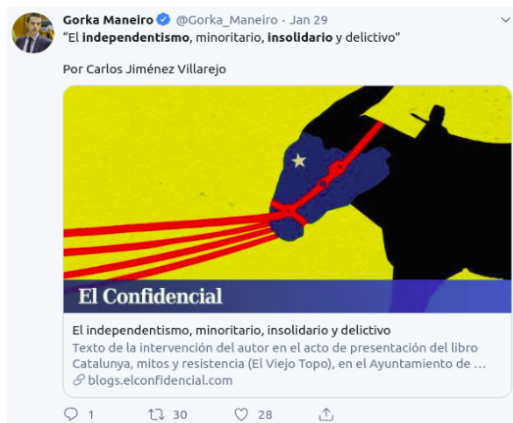 Gorka Maneiro @Gorka_Maneiro · Jan 29
“El independentismo, minoritario, insolidario y delictivo”
Por Carlos Jiménez Villarejo
El Confidencial
El independentismo, minoritario, insolidario y delictivo
Texto de la intervención del autor en el acto de presentación del libro
Catalunya, mitos y resistencia (El Viejo Topo), en el Ayuntamiento de ...
blogs.elconfidencial.com
1 30 28